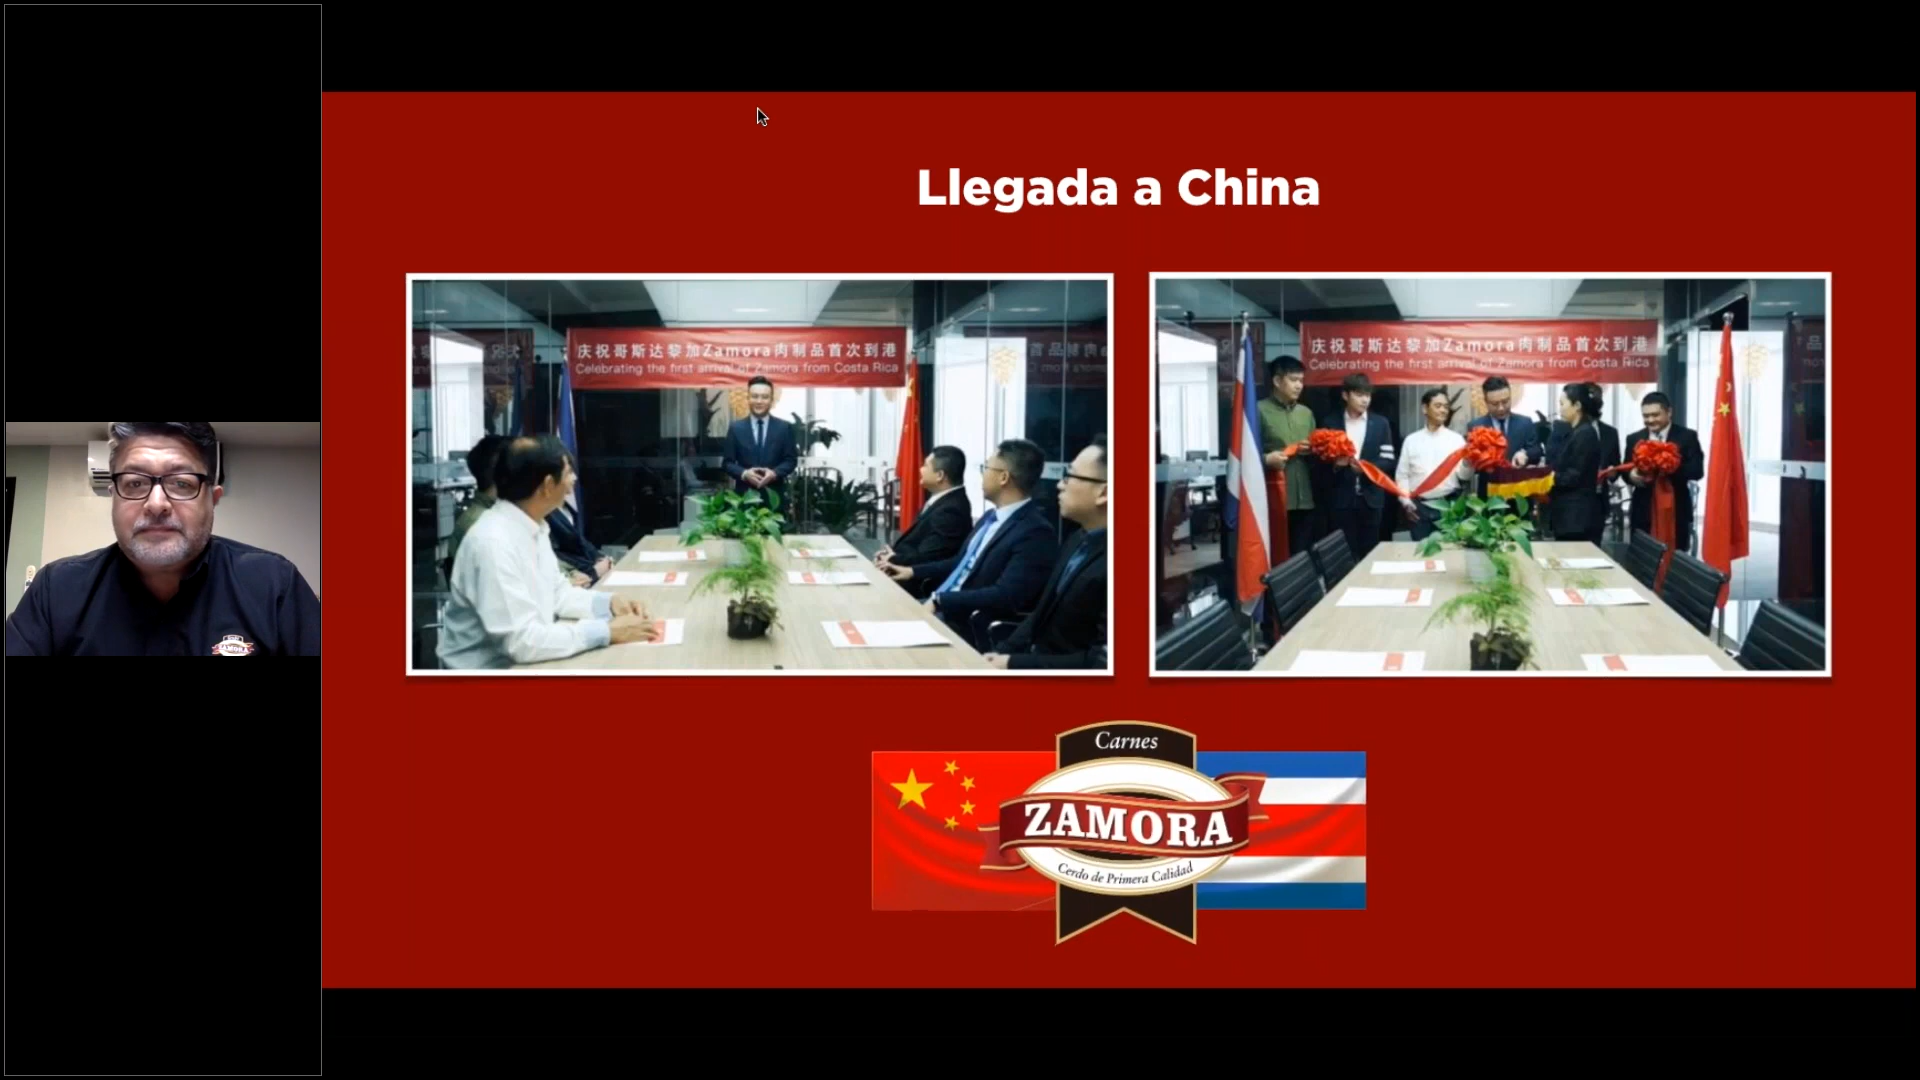 Llegada a China
庆祝哥斯达黎加Zamora肉制品首次到港
Celebrating the first arrival of Zamora from Costa Rica
庆祝哥斯达黎加Zamora肉制品首次到港
Celebrating the first arrival of Zamora from Costa Rica
ZAMORA
Carnes
ZAMORA
Cerdo de Primera Calidad